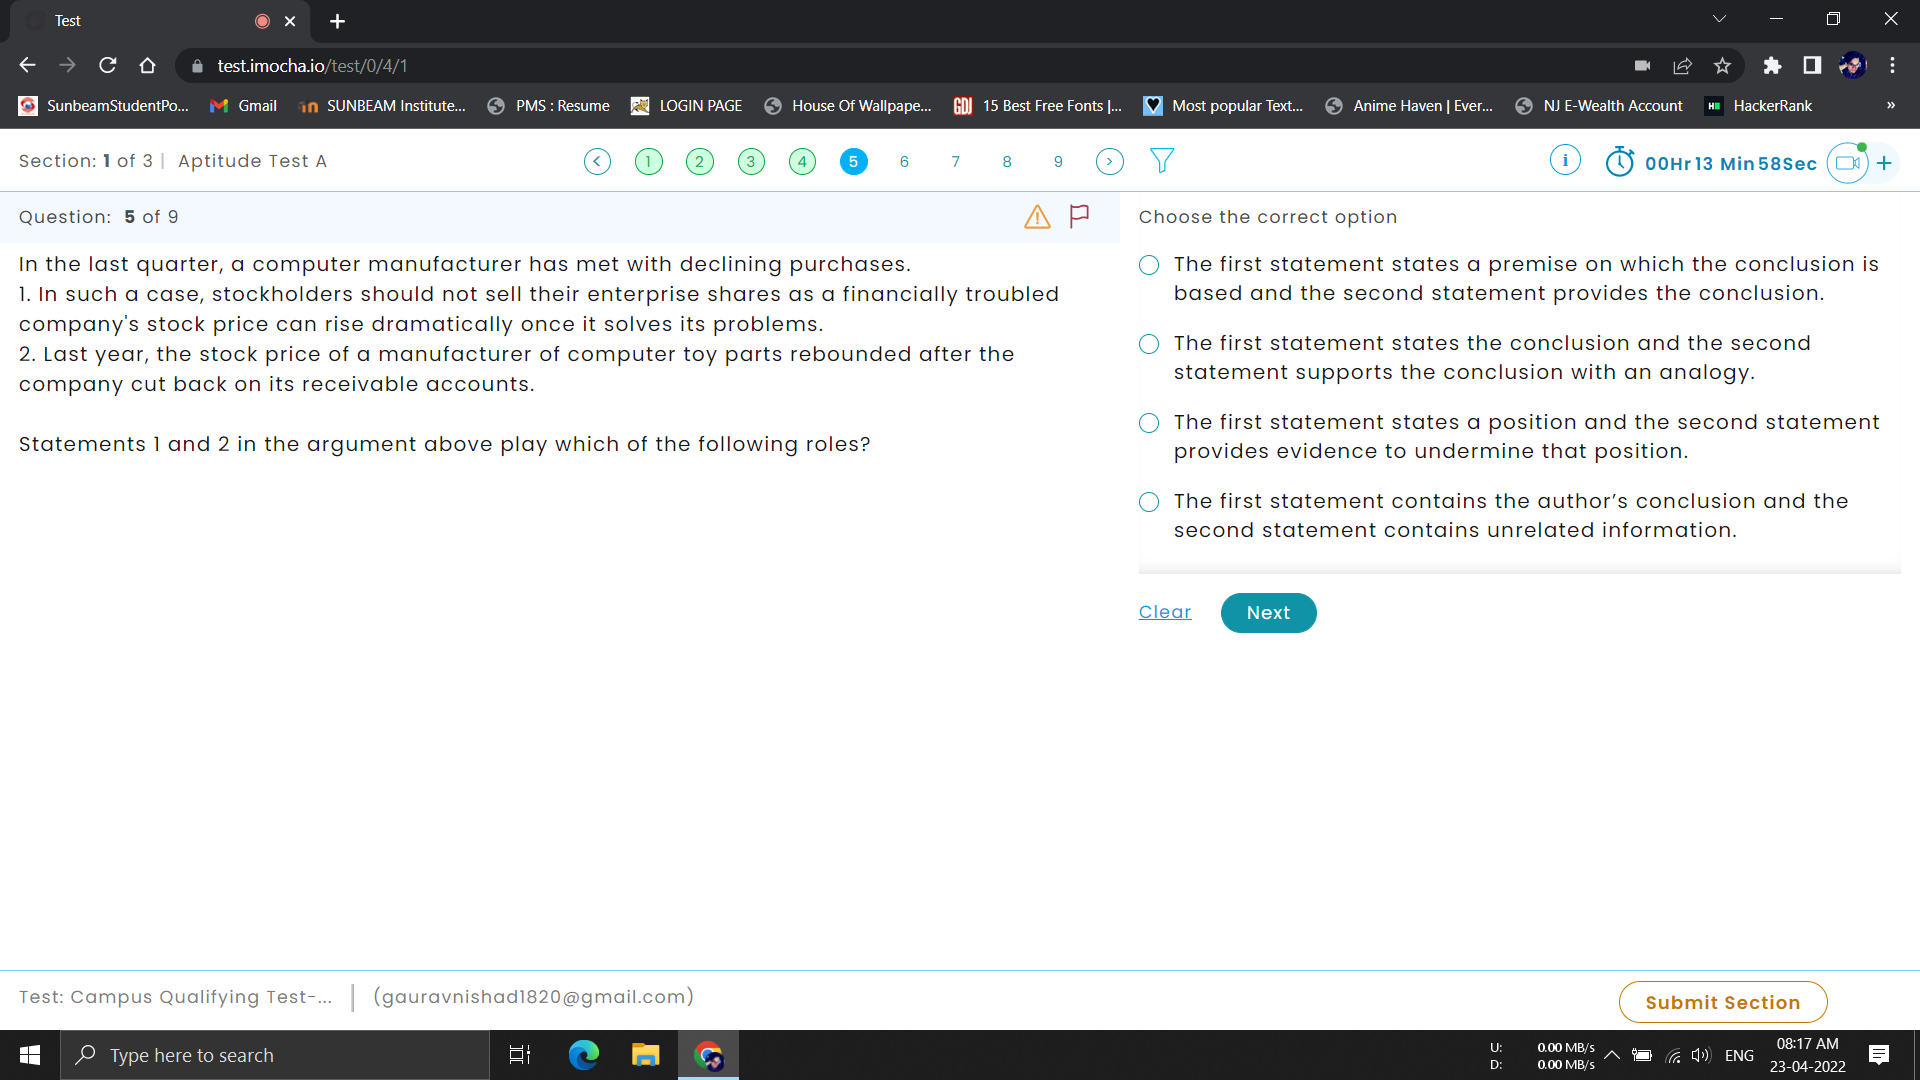 Test
test.imocha.io/test/0/4/1
SunbeamStudentPo... Gmail SUNBEAM Institute... PMS : Resume LOGIN PAGE House Of Wallpape... GDJ 15 Best Free Fonts |... Most popular Text... Anime Haven | Ever... NJ E-Wealth Account HackerRank »
Section: 1 of 3 | Aptitude Test A
< 1 2 3 4 5 6 7 8 9 >
i 00Hr 13 Min 58Sec +
Question: 5 of 9
In the last quarter, a computer manufacturer has met with declining purchases.
1. In such a case, stockholders should not sell their enterprise shares as a financially troubled
company's stock price can rise dramatically once it solves its problems.
2. Last year, the stock price of a manufacturer of computer toy parts rebounded after the
company cut back on its receivable accounts.
Statements 1 and 2 in the argument above play which of the following roles?
Choose the correct option
The first statement states a premise on which the conclusion is
based and the second statement provides the conclusion.
The first statement states the conclusion and the second
statement supports the conclusion with an analogy.
The first statement states a position and the second statement
provides evidence to undermine that position.
The first statement contains the author’s conclusion and the
second statement contains unrelated information.
Clear Next
Test: Campus Qualifying Test-... | (gauravnishad1820@gmail.com)
Submit Section
Type here to search
U: 0.00 MB/s
D: 0.00 MB/s
ENG
08:17 AM
23-04-2022